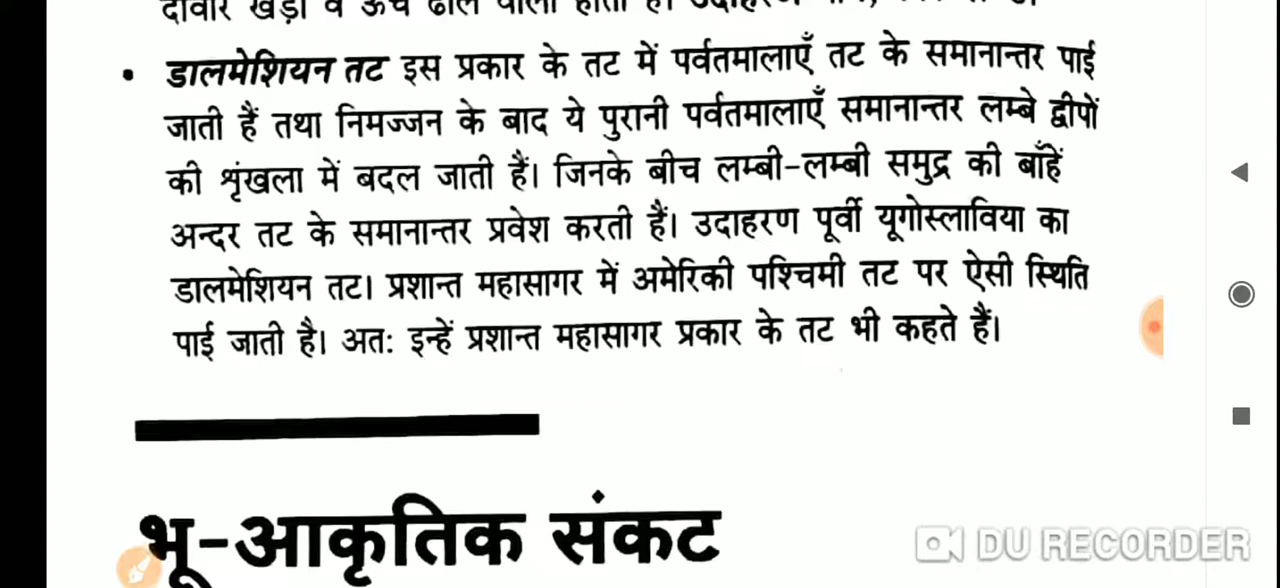 दीवार खड़ी व ऊँचे ढाल वाली होती है। उदाहरण
डालमेशियन तट इस प्रकार के तट में पर्वतमालाएँ तट के समानान्तर पाई
जाती हैं तथा निमज्जन के बाद ये पुरानी पर्वतमालाएँ समानान्तर लम्बे द्वीपों
की शृंखला में बदल जाती हैं। जिनके बीच लम्बी-लम्बी समुद्र की बाँहें
अन्दर तट के समानान्तर प्रवेश करती हैं। उदाहरण पूर्वी यूगोस्लाविया का
डालमेशियन तट। प्रशान्त महासागर में अमेरिकी पश्चिमी तट पर ऐसी स्थिति
पाई जाती है। अतः इन्हें प्रशान्त महासागर प्रकार के तट भी कहते हैं।
भू-आकृतिक संकट
DU RECORDER